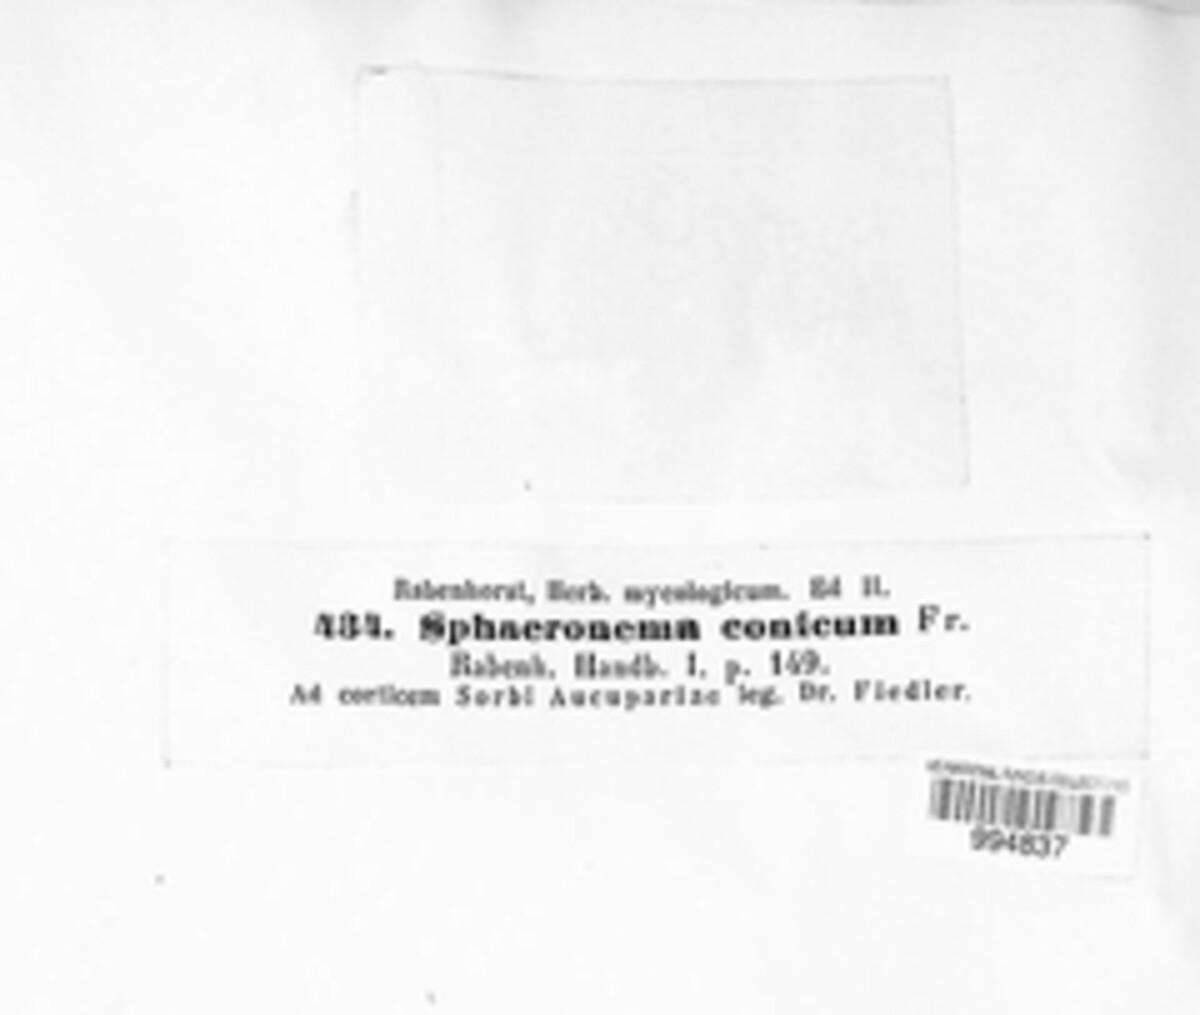 Rabenhorst, Herb. mycologicum. Ed II.
434. Sphaeronema conicum Fr.
Rabenh. Handb. I. p. 149.
Ad corticem Sorbi Aucupariae leg. Dr. Fiedler.
994837